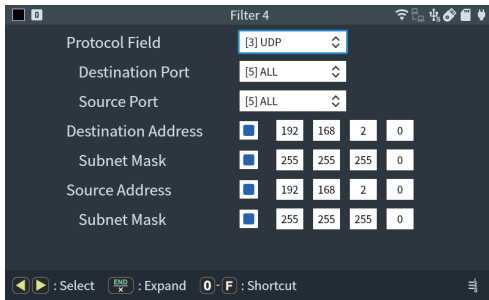 0 Filter 4
Protocol Field [3] UDP
Destination Port [5] ALL
Source Port [5] ALL
Destination Address 192 168 2 0
Subnet Mask 255 255 255 0
Source Address 192 168 2 0
Subnet Mask 255 255 255 0
: Select END × : Expand 0 - F : Shortcut